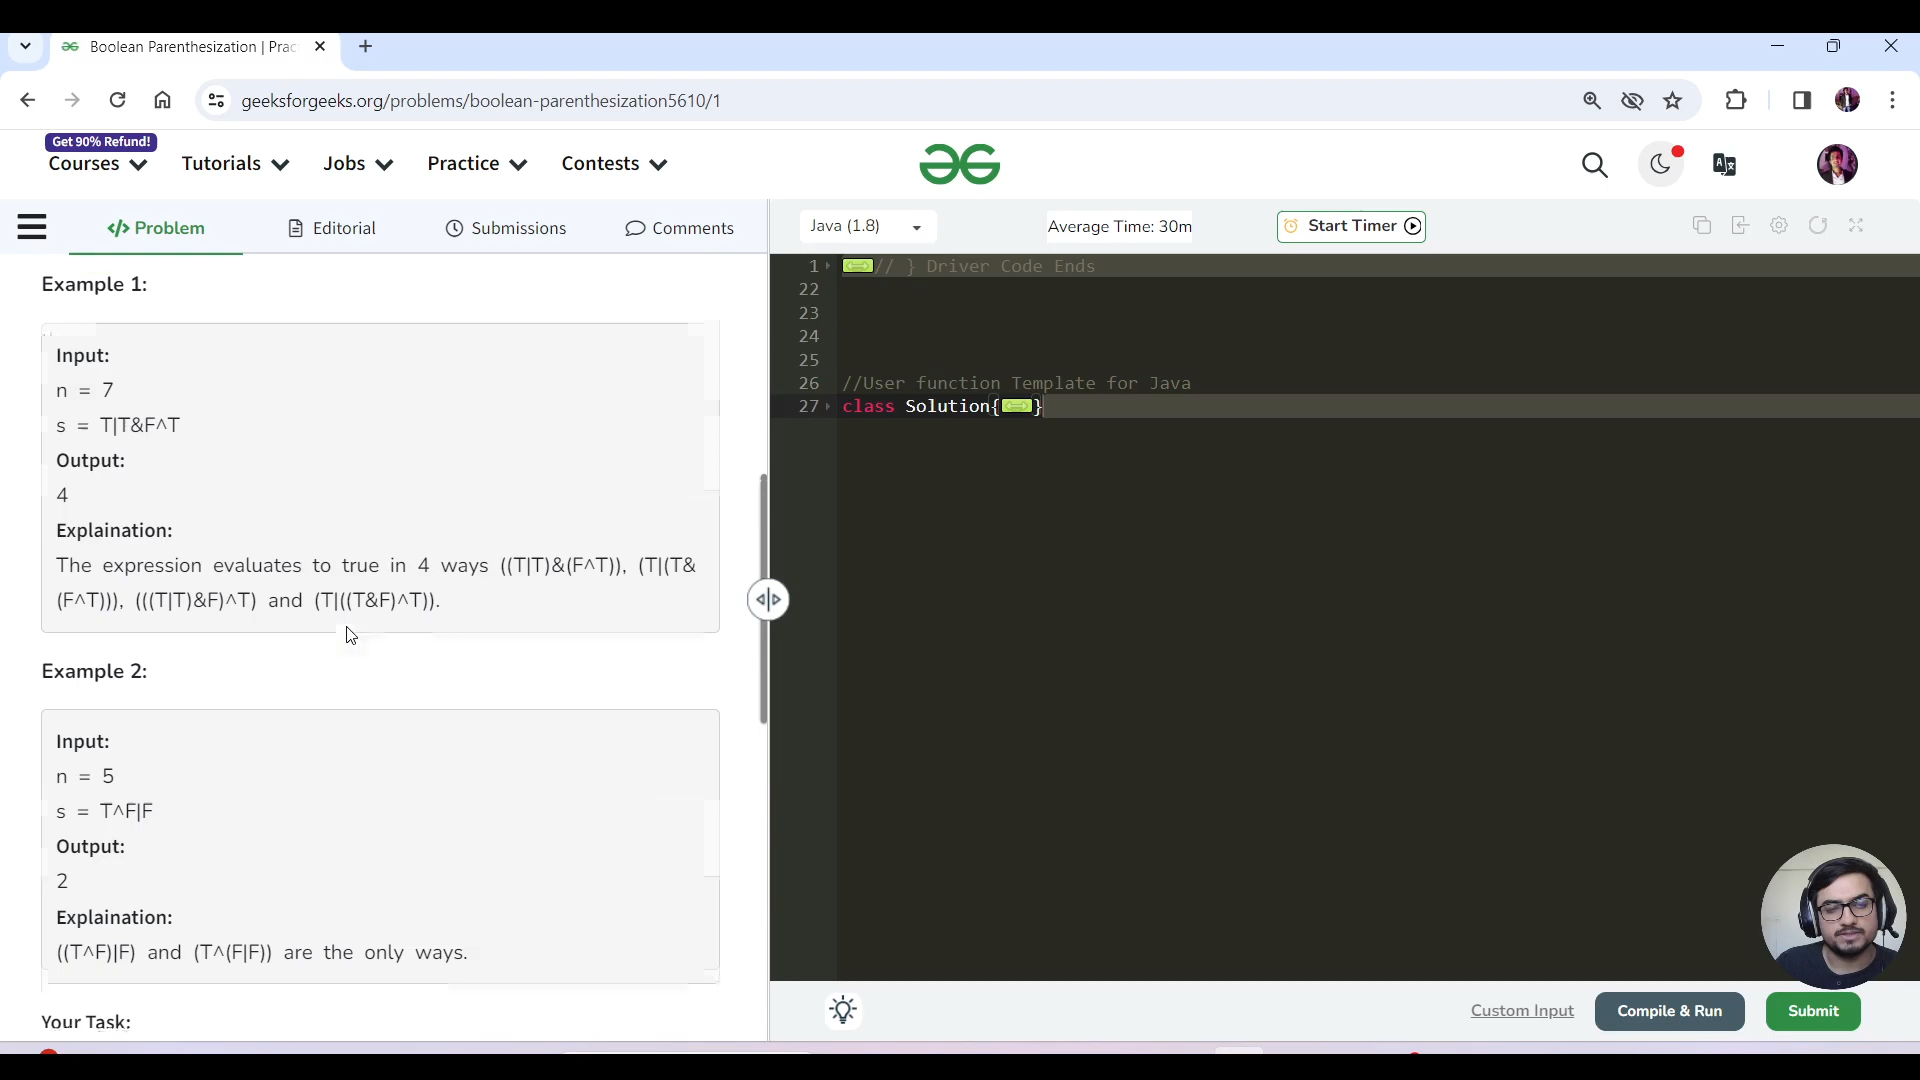 Boolean Parenthesization | Prac
geeksforgeeks.org/problems/boolean-parenthesization5610/1
Get 90% Refund!
Courses
Tutorials
Jobs
Practice
Contests
Problem
Editorial
Submissions
Comments
Java (1.8)
Average Time: 30m
Start Timer
Example 1:
Input:
n = 7
s = T|T&F^T
Output:
4
Explaination:
The expression evaluates to true in 4 ways ((T|T)&(F^T)), (T|(T&
(F^T))), (((T|T)&F)^T) and (T|((T&F)^T)).
Example 2:
Input:
n = 5
s = T^F|F
Output:
2
Explaination:
((T^F)|F) and (T^(F|F)) are the only ways.
Your Task:
1 // } Driver Code Ends
22
23
24
25
26 //User function Template for Java
27 class Solution{}
Custom Input
Compile & Run
Submit